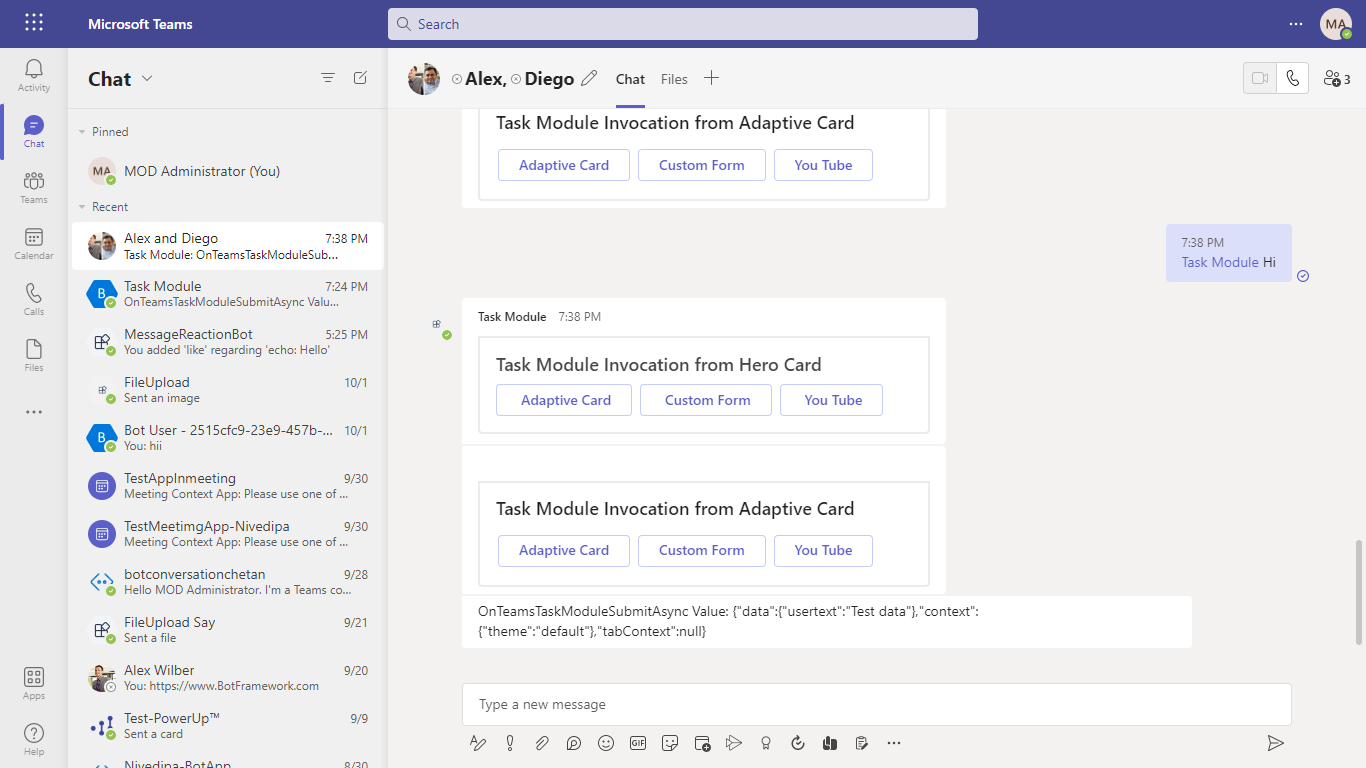 Microsoft Teams
Search
MA
Activity
Chat
Teams
Calendar
Calls
Files
Apps
Help
Chat
Pinned
MA
MOD Administrator (You)
Recent
Alex and Diego 7:38 PM
Task Module: OnTeamsTaskModuleSub...
B
Task Module 7:24 PM
OnTeamsTaskModuleSubmitAsync Valu...
MessageReactionBot 5:25 PM
You added 'like' regarding 'echo: Hello'
FileUpload 10/1
Sent an image
B
Bot User - 2515cfc9-23e9-457b-... 10/1
You: hii
TestAppInmeeting 9/30
Meeting Context App: Please use one of ...
TestMeetimgApp-Nivedipa 9/30
Meeting Context App: Please use one of ...
botconversationchetan 9/28
Hello MOD Administrator. I'm a Teams co...
FileUpload Say 9/21
Sent a file
Alex Wilber 9/20
You: https://www.BotFramework.com
Test-PowerUp™ 9/9
Sent a card
Nivedipa-BotApp 8/30
Alex, Diego Chat Files 3
Task Module Invocation from Adaptive Card
Adaptive Card Custom Form You Tube
7:38 PM
Task Module Hi
Task Module 7:38 PM
Task Module Invocation from Hero Card
Adaptive Card Custom Form You Tube
Task Module Invocation from Adaptive Card
Adaptive Card Custom Form You Tube
OnTeamsTaskModuleSubmitAsync Value: {"data":{"usertext":"Test data"},"context":
{"theme":"default"},"tabContext":null}
Type a new message
GIF